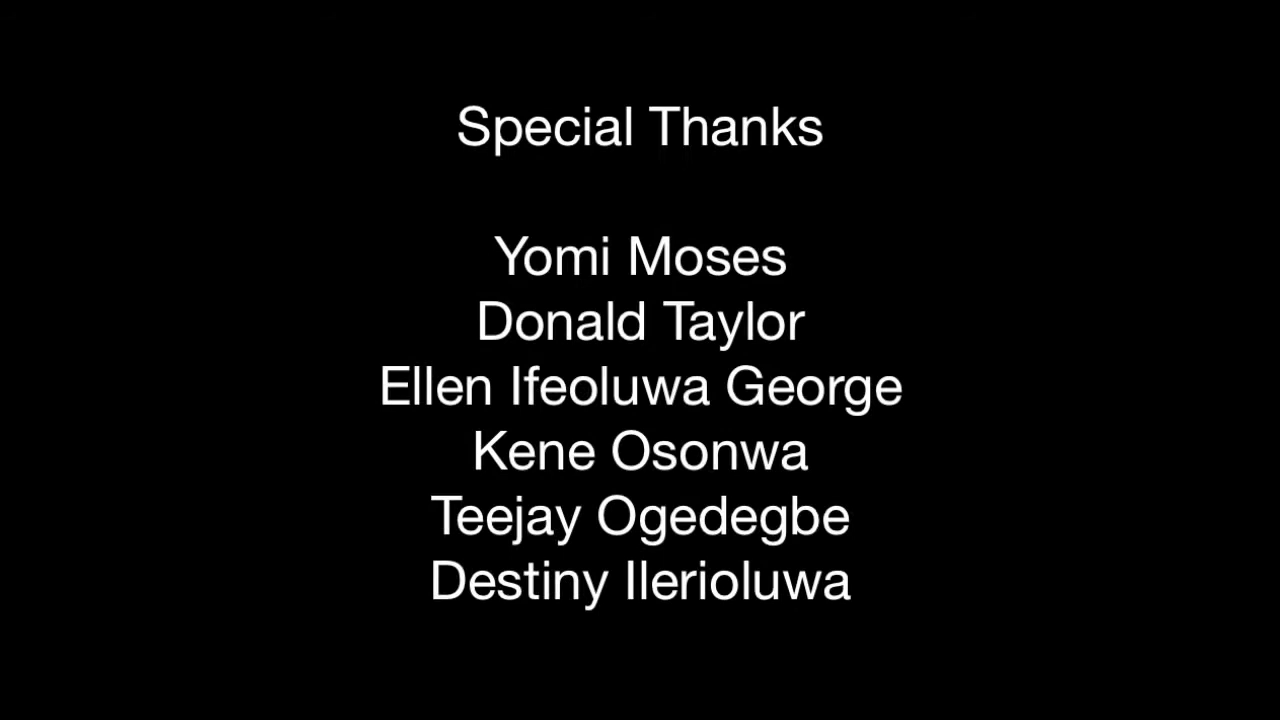 Special Thanks
Yomi Moses
Donald Taylor
Ellen Ifeoluwa George
Kene Osonwa
Teejay Ogedegbe
Destiny Ilerioluwa